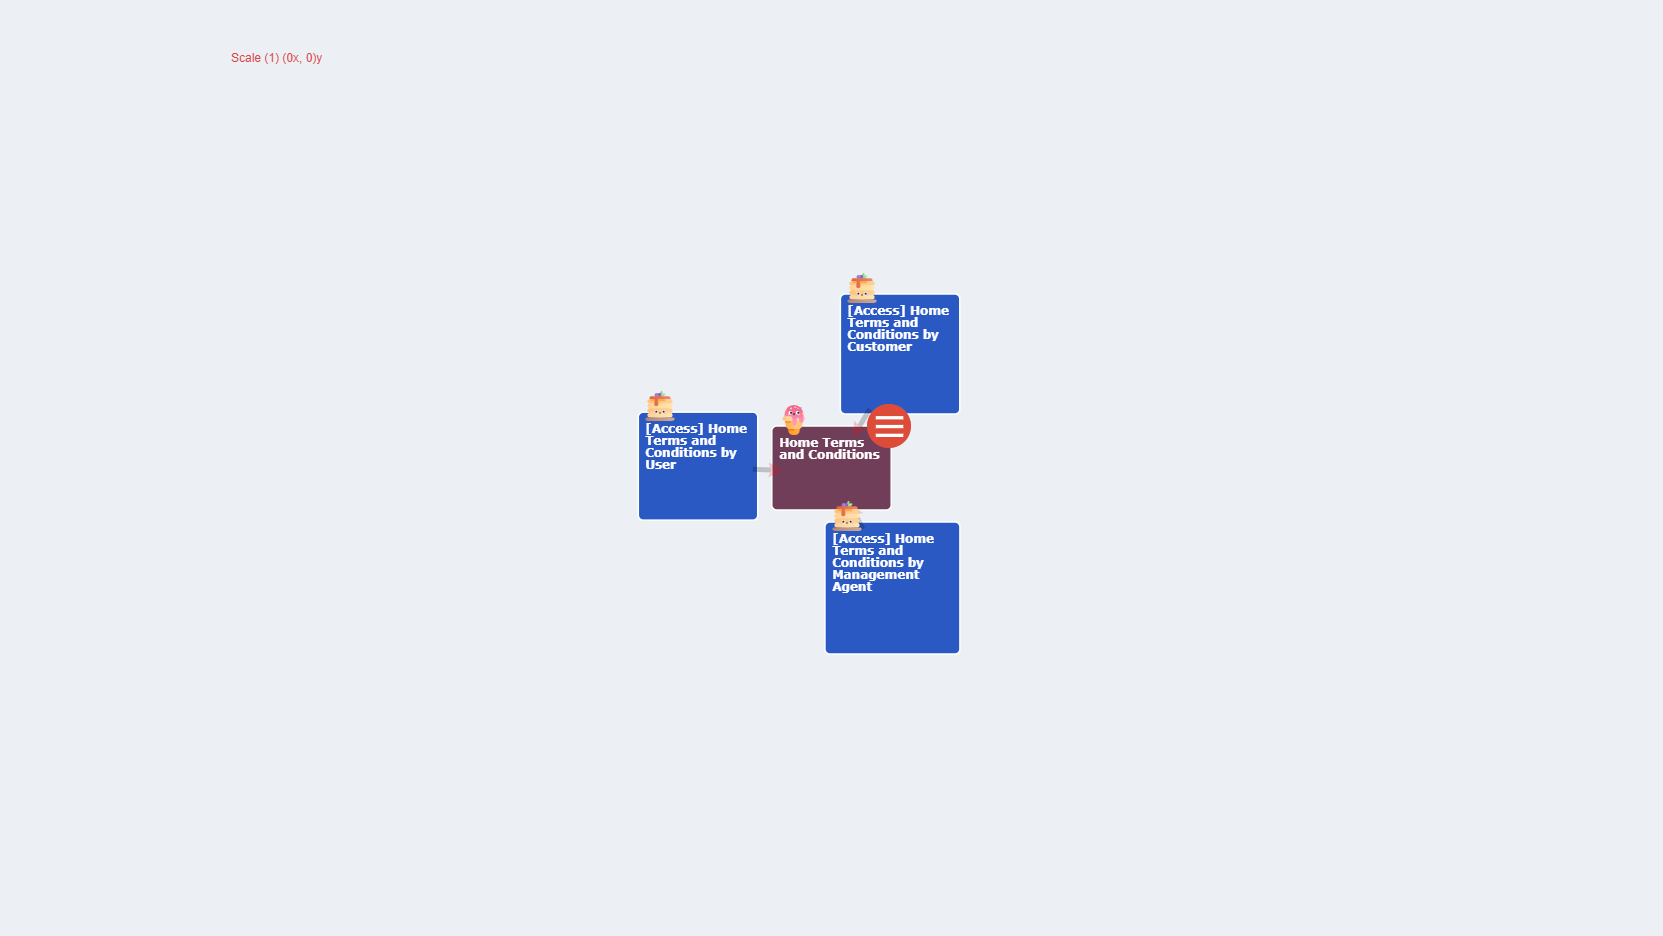 Scale (1) (0x, 0)y
[Access] Home
Terms and
Conditions by
Customer
[Access] Home
Terms and
Conditions by
User
Home Terms
and Conditions
[Access] Home
Terms and
Conditions by
Management
Agent